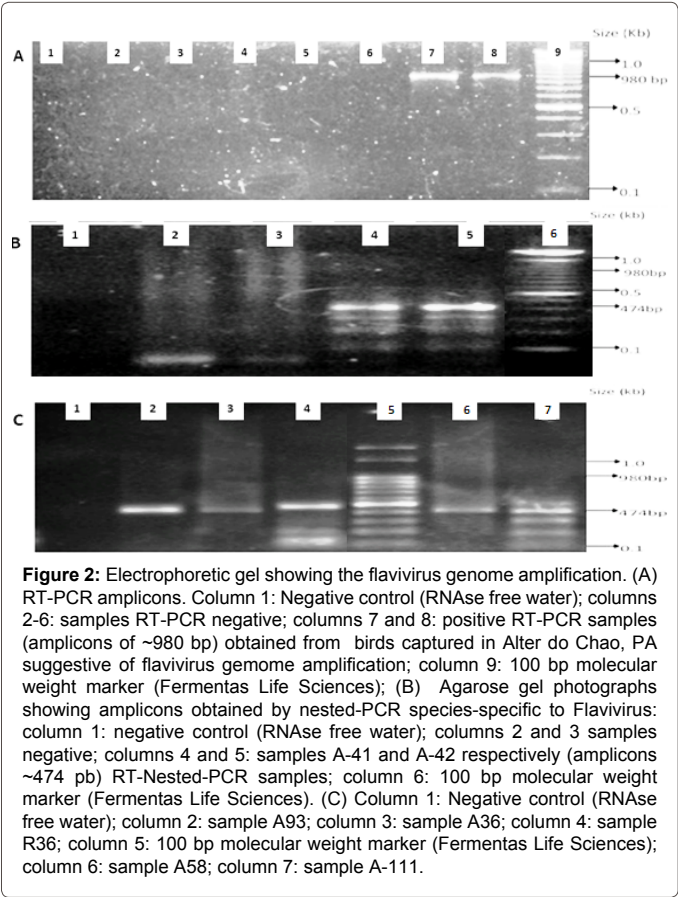 Size (Kb)
A
1 2 3 4 5 6 7 8 9
1.0
980 bp
0.5
0.1
Size (kb)
B
1 2 3 4 5 6
1.0
980bp
0.5
474bp
0.1
Size (kb)
C
1 2 3 4 5 6 7
1.0
980bp
474bp
0.1
Figure 2: Electrophoretic gel showing the flavivirus genome amplification. (A)
RT-PCR amplicons. Column 1: Negative control (RNAse free water); columns
2-6: samples RT-PCR negative; columns 7 and 8: positive RT-PCR samples
(amplicons of ~980 bp) obtained from birds captured in Alter do Chao, PA
suggestive of flavivirus gemome amplification; column 9: 100 bp molecular
weight marker (Fermentas Life Sciences); (B) Agarose gel photographs
showing amplicons obtained by nested-PCR species-specific to Flavivirus:
column 1: negative control (RNAse free water); columns 2 and 3 samples
negative; columns 4 and 5: samples A-41 and A-42 respectively (amplicons
~474 pb) RT-Nested-PCR samples; column 6: 100 bp molecular weight
marker (Fermentas Life Sciences). (C) Column 1: Negative control (RNAse
free water); column 2: sample A93; column 3: sample A36; column 4: sample
R36; column 5: 100 bp molecular weight marker (Fermentas Life Sciences);
column 6: sample A58; column 7: sample A-111.